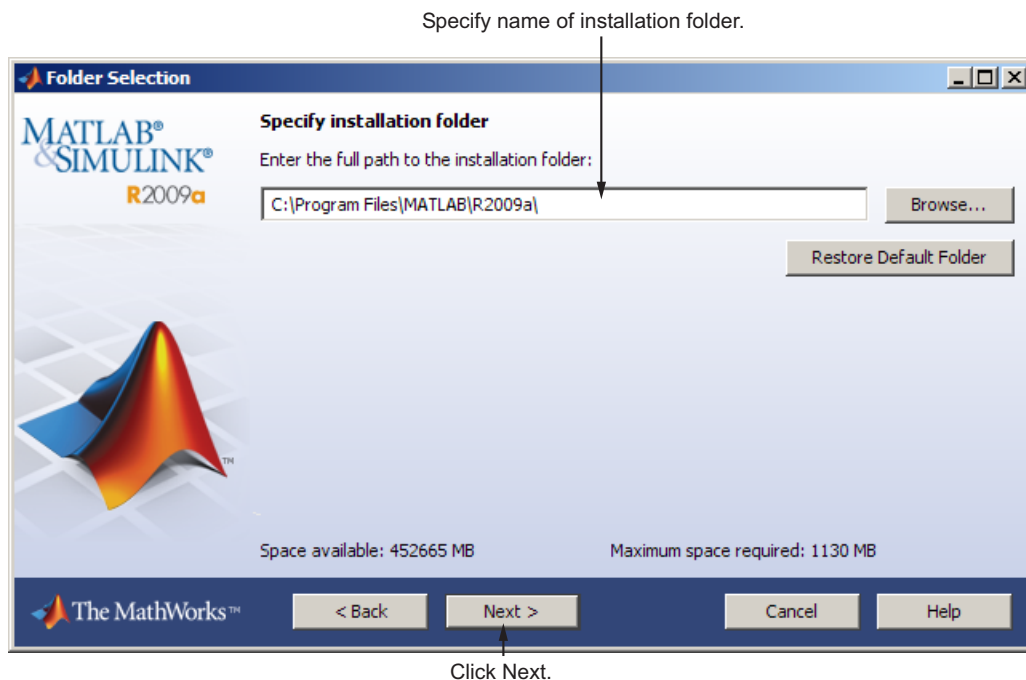 Specify name of installation folder.
Folder Selection
MATLAB®
&SIMULINK®
R2009a
Specify installation folder
Enter the full path to the installation folder:
C:\Program Files\MATLAB\R2009a\
Browse...
Restore Default Folder
TM
Space available: 452665 MB
Maximum space required: 1130 MB
The MathWorks™
< Back
Next >
Cancel
Help
Click Next.